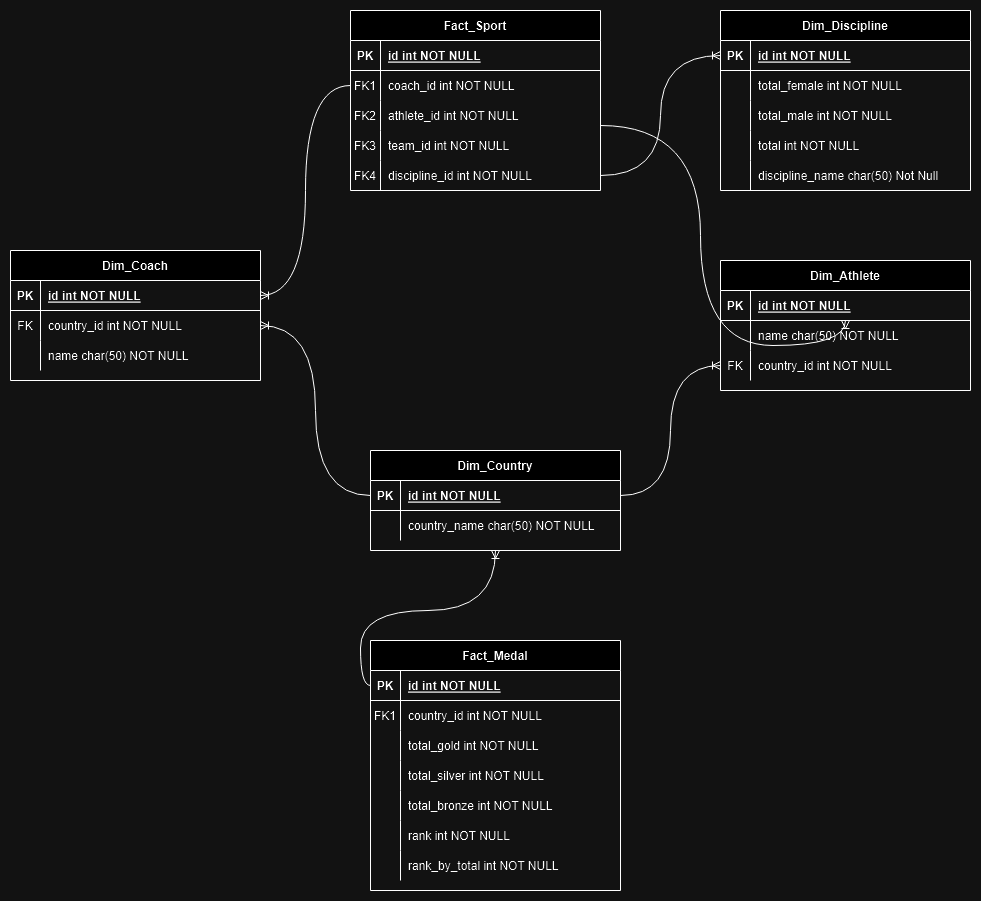 Fact_Sport
PK id int NOT NULL
FK1 coach_id int NOT NULL
FK2 athlete_id int NOT NULL
FK3 team_id int NOT NULL
FK4 discipline_id int NOT NULL
Dim_Discipline
PK id int NOT NULL
total_female int NOT NULL
total_male int NOT NULL
total int NOT NULL
discipline_name char(50) Not Null
Dim_Coach
PK id int NOT NULL
FK country_id int NOT NULL
name char(50) NOT NULL
Dim_Athlete
PK id int NOT NULL
name char(50) NOT NULL
FK country_id int NOT NULL
Dim_Country
PK id int NOT NULL
country_name char(50) NOT NULL
Fact_Medal
PK id int NOT NULL
FK1 country_id int NOT NULL
total_gold int NOT NULL
total_silver int NOT NULL
total_bronze int NOT NULL
rank int NOT NULL
rank_by_total int NOT NULL